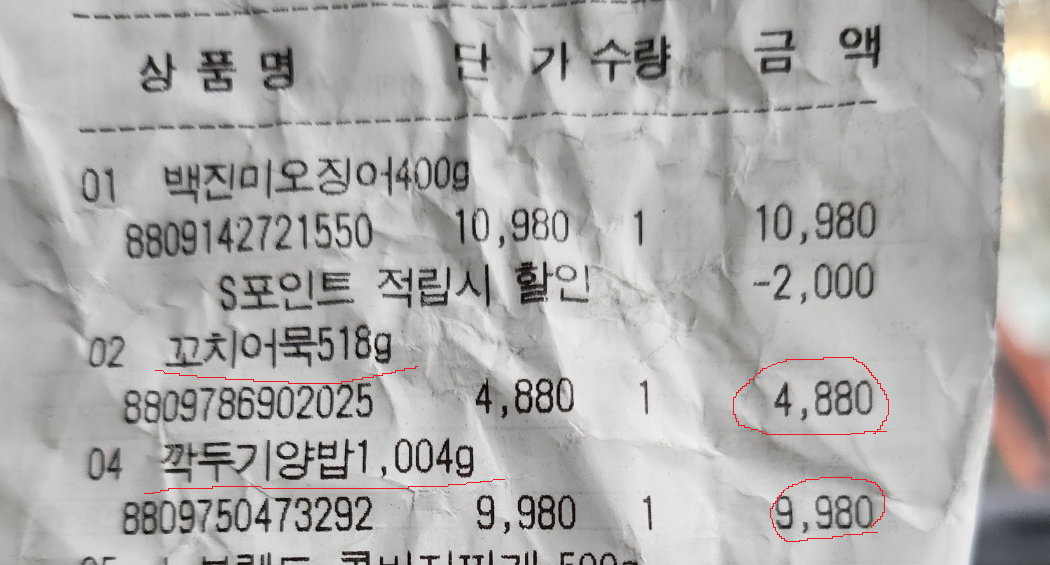 상 품 명 단 가 수량 금 액
01 백진미오징어400g
8809142721550 10,980 1 10,980
S포인트 적립시 할인 -2,000
02 꼬치어묵518g
8809786902025 4,880 1 4,880
04 깍두기양밥1,004g
8809750473292 9,980 1 9,980